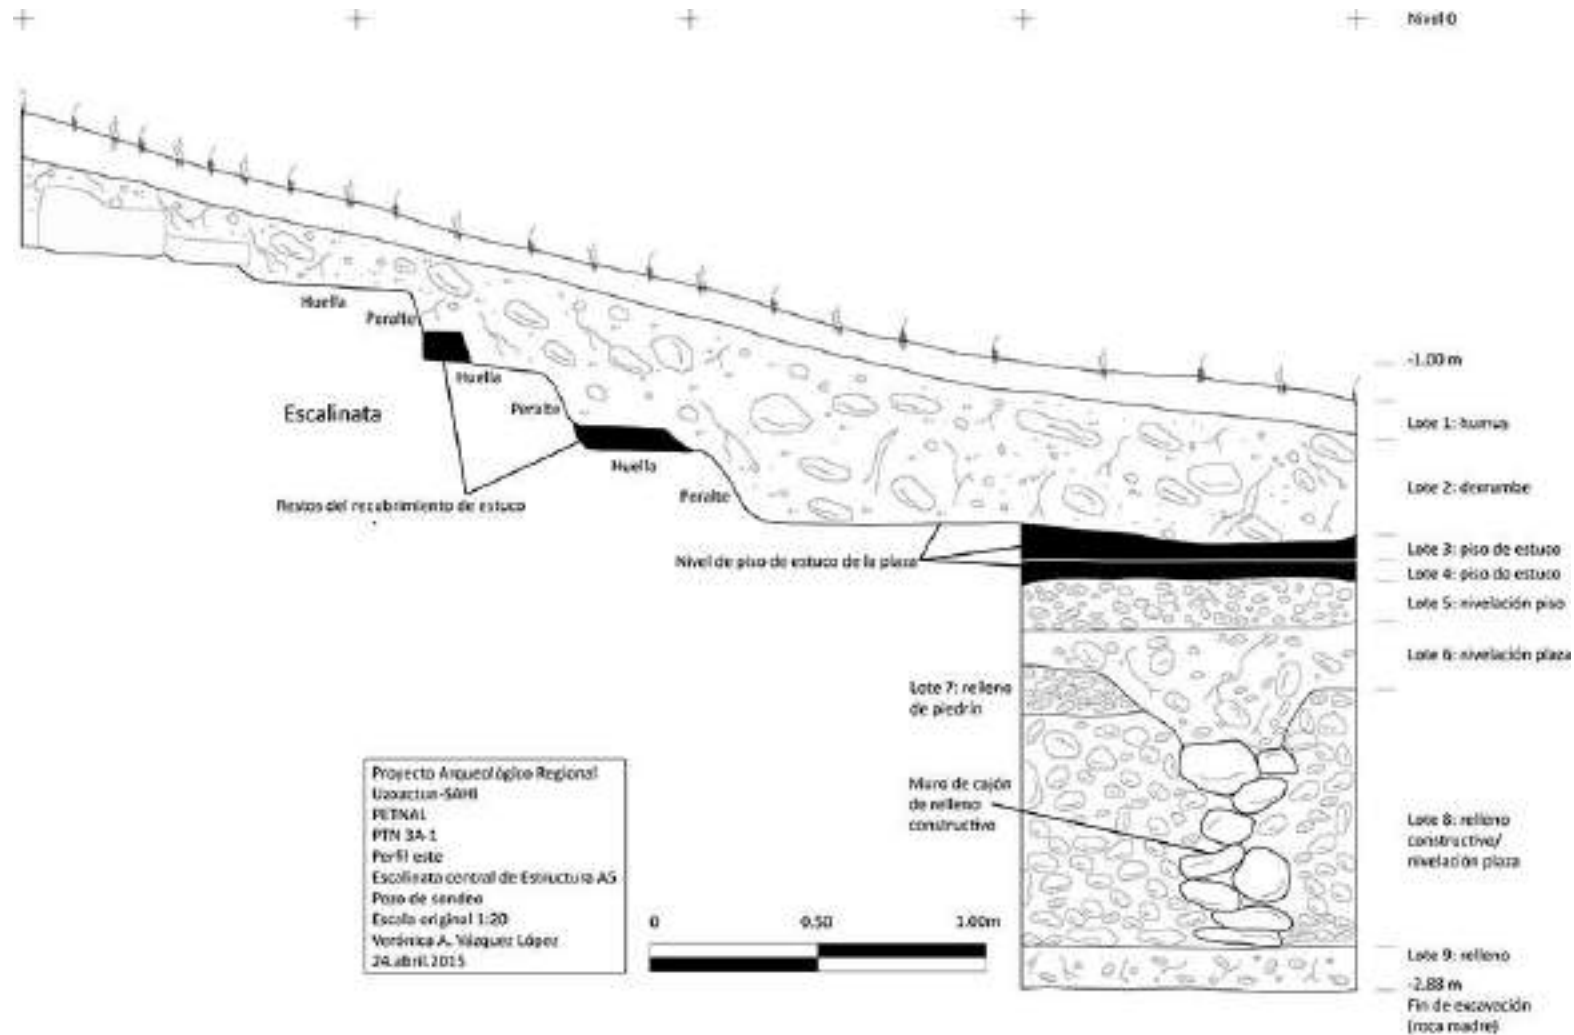 Nivel 0
Huella
Peralte
Huella
Peralte
Escalinata
Huella
Peralte
Restos del recubrimiento de estuco
Nivel de piso de estuco de la plaza
-1.00 m
Lote 1: humus
Lote 2: derrumbe
Lote 3: piso de estuco
Lote 4: piso de estuco
Lote 5: nivelación piso
Lote 6: nivelación plaza
Lote 7: relleno
de piedrín
Muro de cajón
de relleno
constructivo
Lote 8: relleno
constructivo/
nivelación plaza
Lote 9: relleno
-2.88 m
Fin de excavación
(roca madre)
Proyecto Arqueológico Regional
Uaxactun-SAHI
PETNAL
PTN 3A-1
Perfil este
Escalinata central de Estructura A5
Pozo de sondeo
Escala original 1:20
Verónica A. Vázquez López
24.abril.2015
0 0.50 1.00m